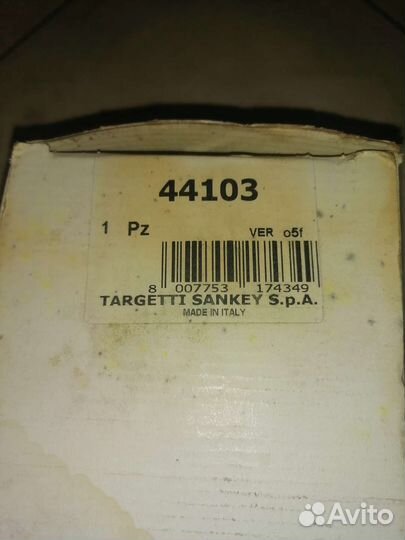 44103
1 Pz VER o5f
8 007753 174349
TARGETTI SANKEY S.p.A.
MADE IN ITALY
Avito